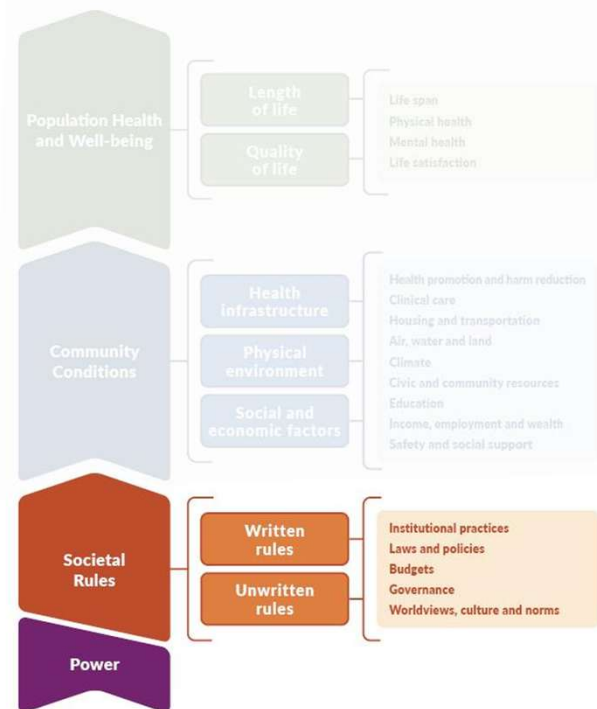 Population Health
and Well-being
Length
of life
Quality
of life
Life span
Physical health
Mental health
Life satisfaction
Community
Conditions
Health
infrastructure
Physical
environment
Social and
economic factors
Health promotion and harm reduction
Clinical care
Housing and transportation
Air, water and land
Climate
Civic and community resources
Education
Income, employment and wealth
Safety and social support
Societal
Rules
Written
rules
Unwritten
rules
Institutional practices
Laws and policies
Budgets
Governance
Worldviews, culture and norms
Power